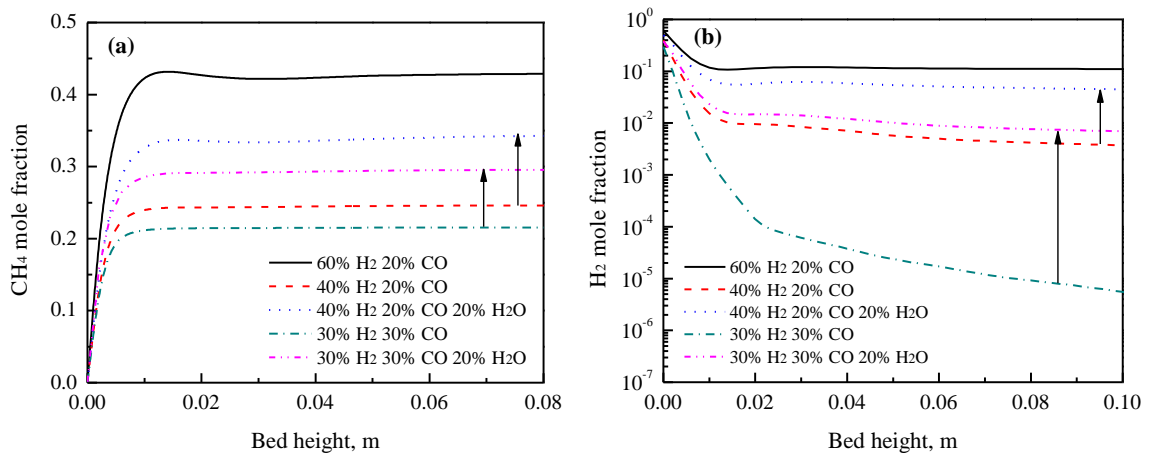 (a)
CH4 mole fraction
0.5
0.4
0.3
0.2
0.1
0.0
60% H2 20% CO
40% H2 20% CO
40% H2 20% CO 20% H2O
30% H2 30% CO
30% H2 30% CO 20% H2O
0.00 0.02 0.04 0.06 0.08
Bed height, m
(b)
H2 mole fraction
10^0
10^-1
10^-2
10^-3
10^-4
10^-5
10^-6
10^-7
60% H2 20% CO
40% H2 20% CO
40% H2 20% CO 20% H2O
30% H2 30% CO
30% H2 30% CO 20% H2O
0.00 0.02 0.04 0.06 0.08 0.10
Bed height, m